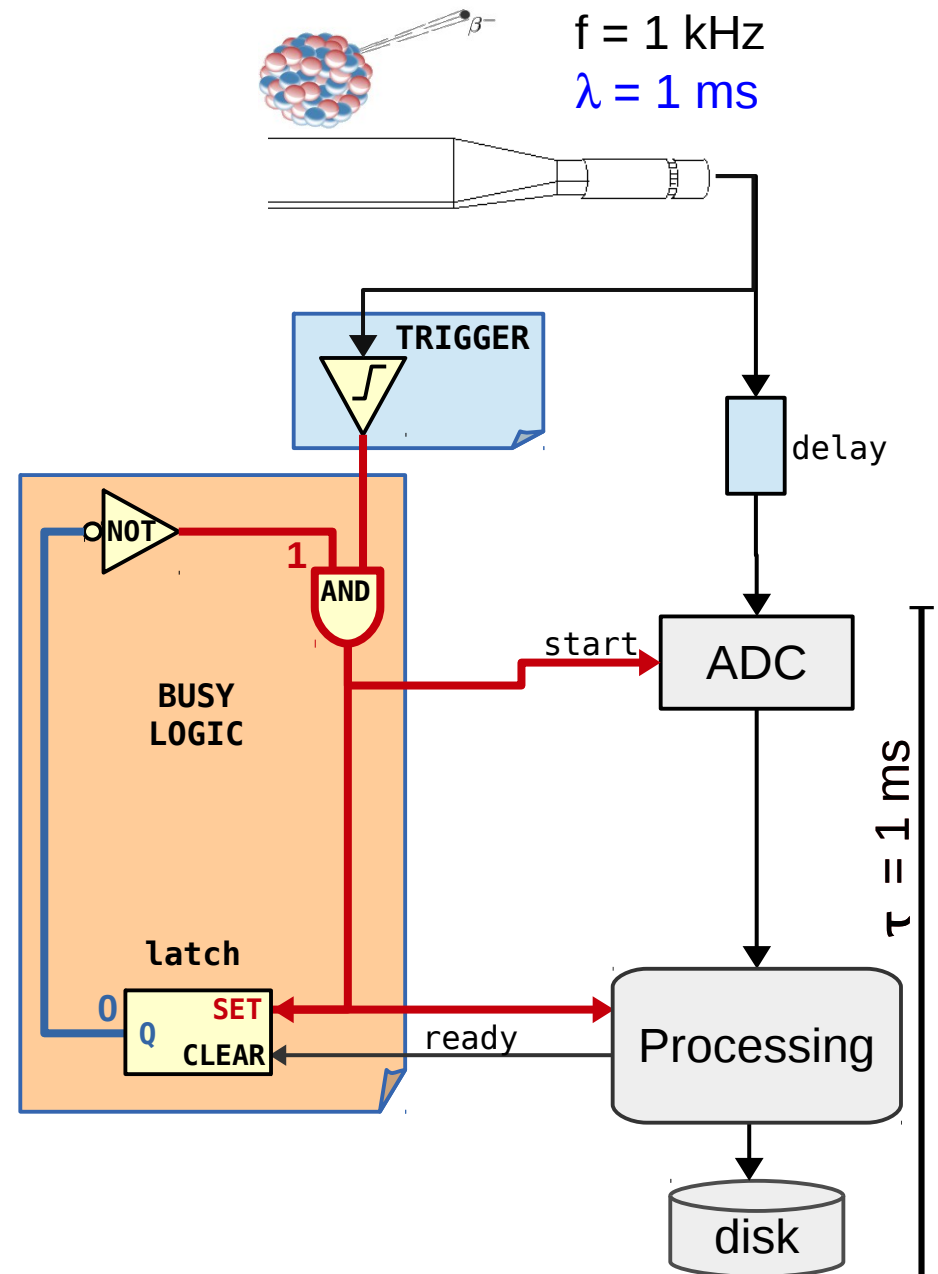 β⁻
f = 1 kHz
λ = 1 ms
TRIGGER
delay
NOT
1
AND
start
ADC
BUSY
LOGIC
τ = 1 ms
latch
0
SET
Q
CLEAR
ready
Processing
disk